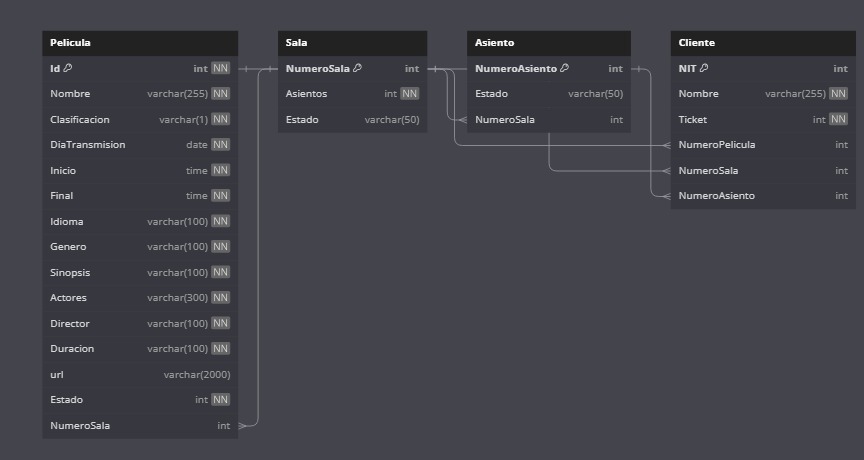 Pelicula
Id int NN
Nombre varchar(255) NN
Clasificacion varchar(1) NN
DiaTransmision date NN
Inicio time NN
Final time NN
Idioma varchar(100) NN
Genero varchar(100) NN
Sinopsis varchar(100) NN
Actores varchar(300) NN
Director varchar(100) NN
Duracion varchar(100) NN
url varchar(2000)
Estado int NN
NumeroSala int
Sala
NumeroSala int
Asientos int NN
Estado varchar(50)
Asiento
NumeroAsiento int
Estado varchar(50)
NumeroSala int
Cliente
NIT int
Nombre varchar(255) NN
Ticket int NN
NumeroPelicula int
NumeroSala int
NumeroAsiento int